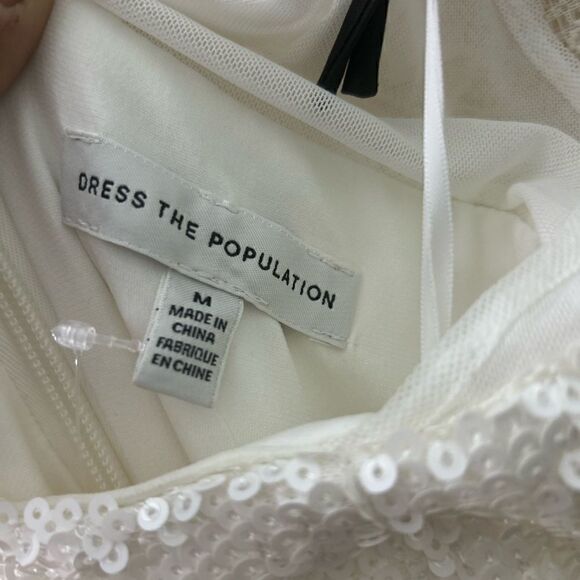 DRESS THE POPULATION
M
MADE IN
CHINA
FABRIQUE
EN CHINE